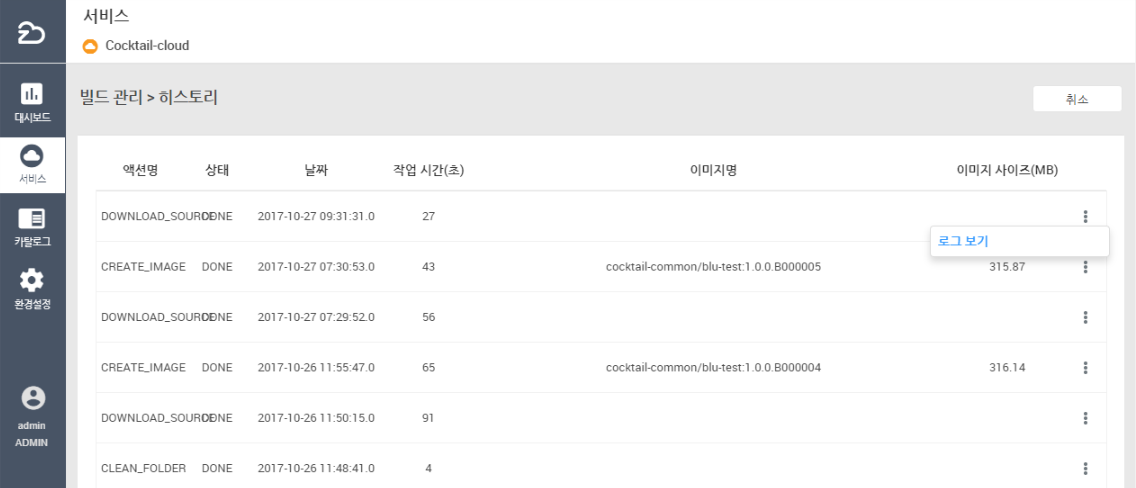 서비스
Cocktail-cloud
대시보드
서비스
카탈로그
환경설정
admin
ADMIN
빌드 관리 > 히스토리
취소
액션명 상태 날짜 작업 시간(초) 이미지명 이미지 사이즈(MB)
DOWNLOAD_SOURCE DONE 2017-10-27 09:31:31.0 27
로그 보기
CREATE_IMAGE DONE 2017-10-27 07:30:53.0 43 cocktail-common/blu-test:1.0.0.B000005 315.87
DOWNLOAD_SOURCE DONE 2017-10-27 07:29:52.0 56
CREATE_IMAGE DONE 2017-10-26 11:55:47.0 65 cocktail-common/blu-test:1.0.0.B000004 316.14
DOWNLOAD_SOURCE DONE 2017-10-26 11:50:15.0 91
CLEAN_FOLDER DONE 2017-10-26 11:48:41.0 4